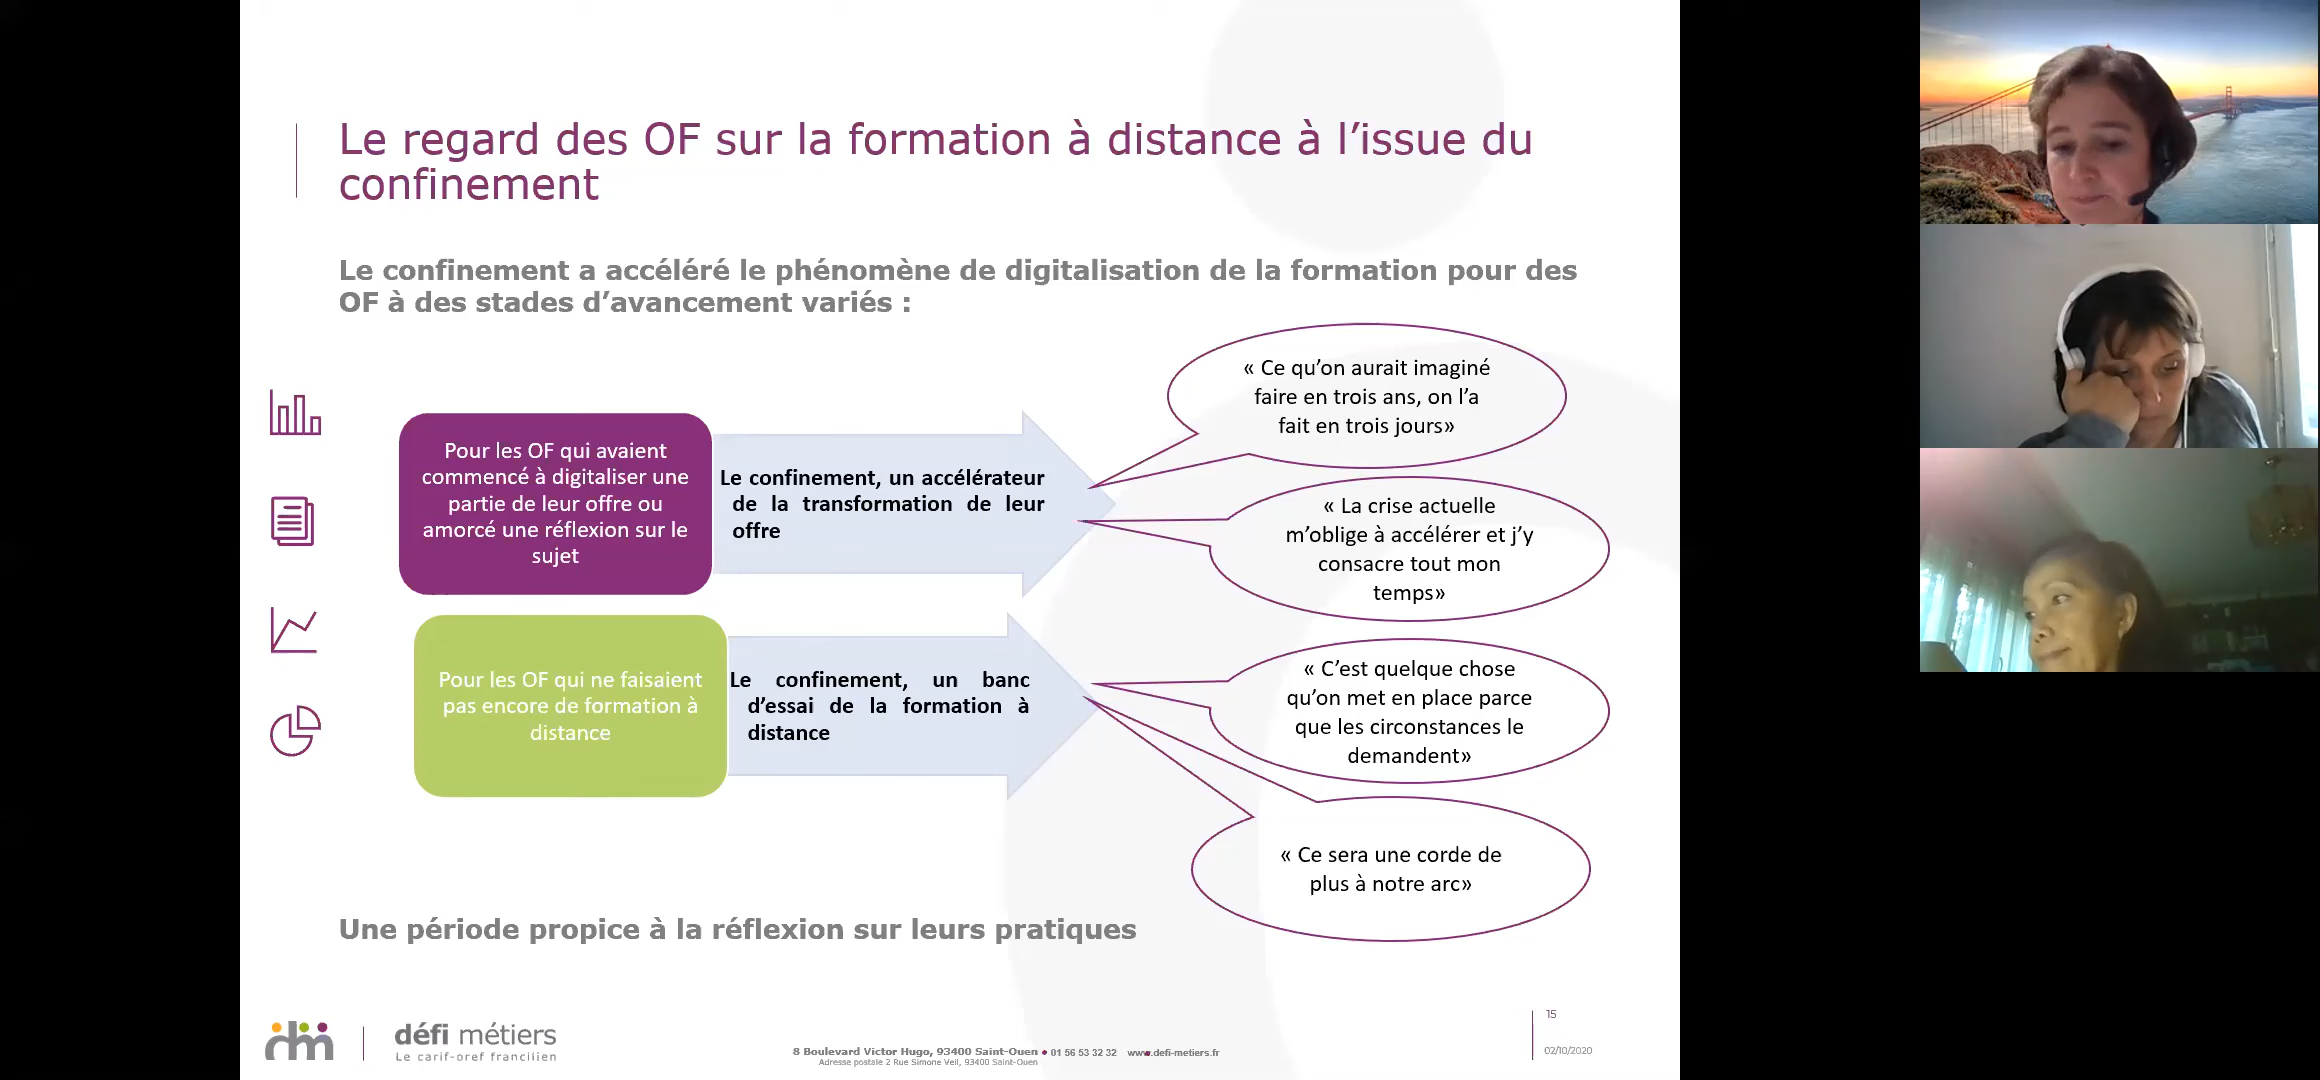 Le regard des OF sur la formation à distance à l’issue du
confinement
Le confinement a accéléré le phénomène de digitalisation de la formation pour des
OF à des stades d’avancement variés :
Pour les OF qui avaient
commencé à digitaliser une
partie de leur offre ou
amorcé une réflexion sur le
sujet
Le confinement, un accélérateur
de la transformation de leur
offre
« Ce qu’on aurait imaginé
faire en trois ans, on l’a
fait en trois jours»
« La crise actuelle
m’oblige à accélérer et j’y
consacre tout mon
temps»
Pour les OF qui ne faisaient
pas encore de formation à
distance
Le confinement, un banc
d’essai de la formation à
distance
« C’est quelque chose
qu’on met en place parce
que les circonstances le
demandent»
« Ce sera une corde de
plus à notre arc»
Une période propice à la réflexion sur leurs pratiques
dm
défi métiers
Le carif-oref francilien
8 Boulevard Victor Hugo, 93400 Saint-Ouen • 01 56 53 32 32 www.defi-metiers.fr
Adresse postale 2 Rue Simone Veil, 93400 Saint-Ouen
15
02/10/2020